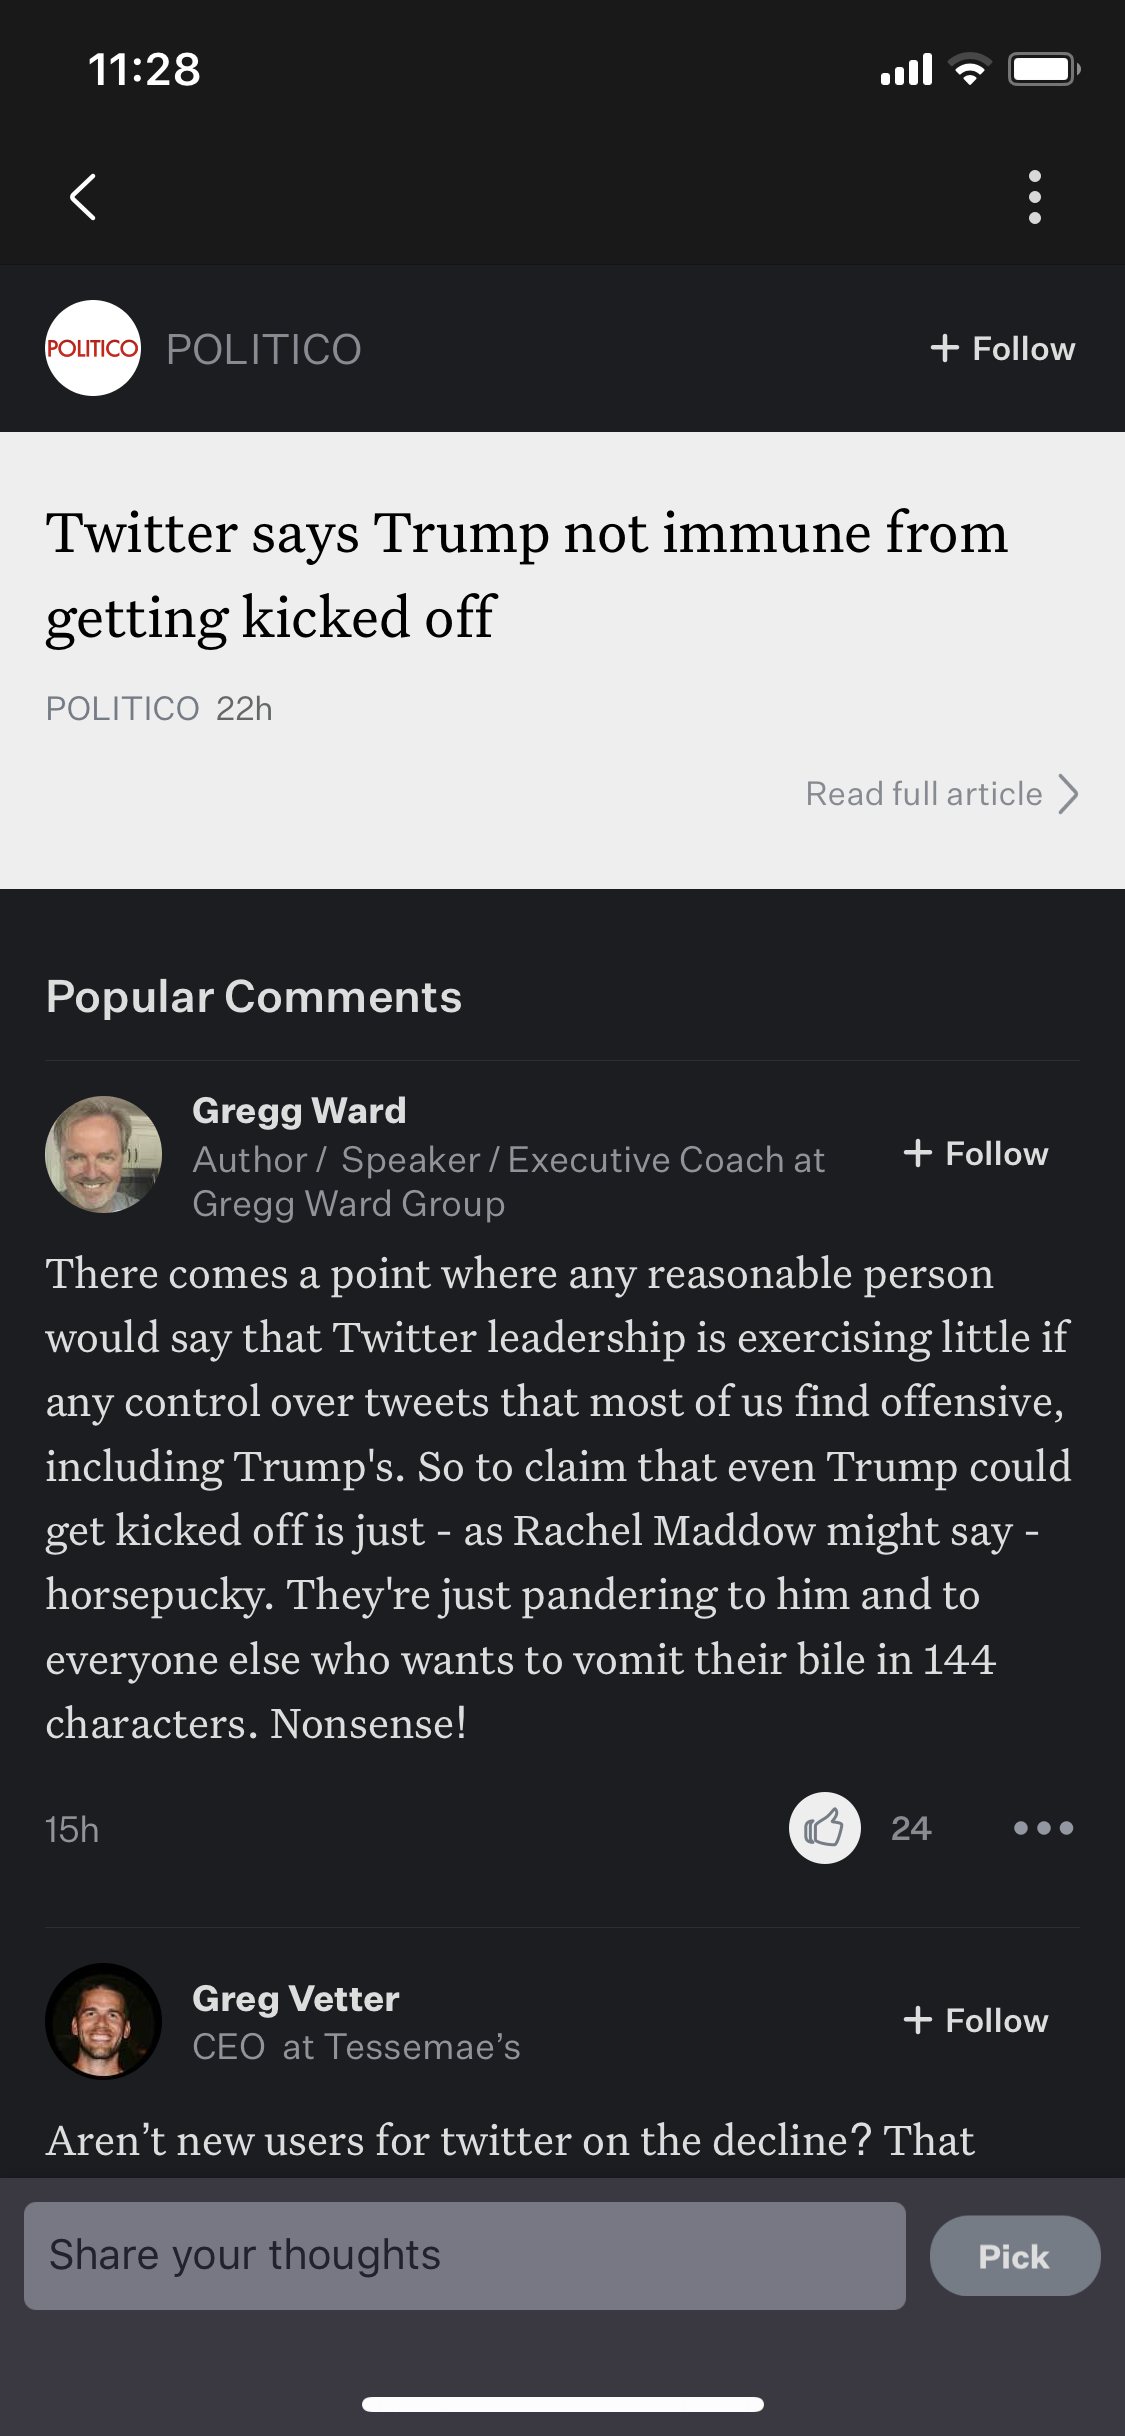 11:28
POLITICO
POLITICO
+ Follow
Twitter says Trump not immune from
getting kicked off
POLITICO 22h
Read full article
Popular Comments
Gregg Ward
Author / Speaker / Executive Coach at
Gregg Ward Group
+ Follow
There comes a point where any reasonable person
would say that Twitter leadership is exercising little if
any control over tweets that most of us find offensive,
including Trump's. So to claim that even Trump could
get kicked off is just - as Rachel Maddow might say -
horsepucky. They're just pandering to him and to
everyone else who wants to vomit their bile in 144
characters. Nonsense!
15h
24
Greg Vetter
CEO at Tessemae’s
+ Follow
Aren’t new users for twitter on the decline? That
Share your thoughts
Pick